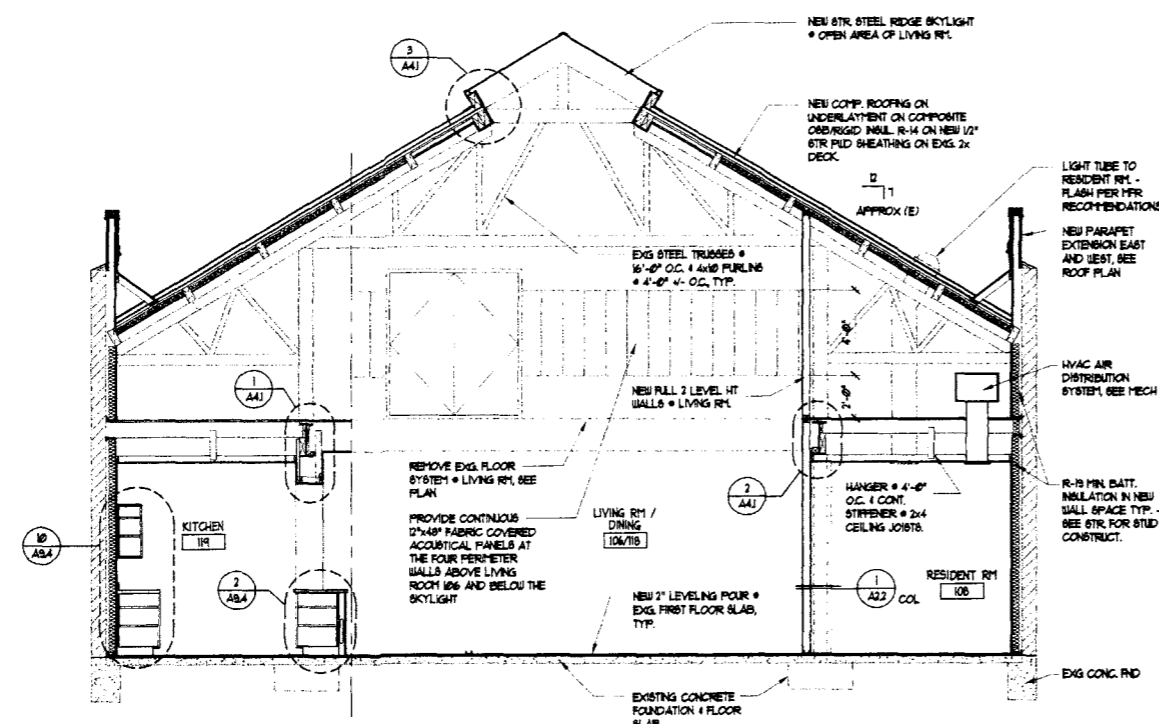 NEW STR. STEEL RIDGE SKYLIGHT
@ OPEN AREA OF LIVING RM.
3
A4.1
NEW COMP. ROOFING ON
UNDERLAYMENT ON COMPOSITE
OSB/RIGID INSUL. R-14 ON NEW 1/2"
STR PLD SHEATHING ON EXG. 2x
DECK.
12
7
APPROX (E)
LIGHT TUBE TO
RESIDENT RM. -
FLASH PER MFR
RECOMMENDATIONS
NEW PARAPET
EXTENSION EAST
AND WEST, SEE
ROOF PLAN
EXG STEEL TRUSSES @
16'-0" O.C. & 4x10 PURLINS
@ 4'-0" +/- O.C., TYP.
4'-0"
2'-0"
1
A4.1
NEW FULL 2 LEVEL HT
WALLS @ LIVING RM.
HVAC AIR
DISTRIBUTION
SYSTEM, SEE MECH
REMOVE EXG. FLOOR
SYSTEM @ LIVING RM, SEE
PLAN
2
A4.1
HANGER @ 4'-0"
O.C. & CONT.
STIFFENER @ 2x4
CEILING JOISTS.
R-19 MIN. BATT.
INSULATION IN NEW
WALL SPACE TYP. -
SEE STR. FOR STUD
CONSTRUCT.
PROVIDE CONTINUOUS
12"x48" FABRIC COVERED
ACOUSTICAL PANELS AT
THE FOUR PERIMETER
WALLS ABOVE LIVING
ROOM 106 AND BELOW THE
SKYLIGHT
LIVING RM /
DINING
106/118
KITCHEN
119
10
A9.4
2
A9.4
NEW 2" LEVELING POUR @
EXG. FIRST FLOOR SLAB,
TYP.
1
A2.2
COL
RESIDENT RM
108
EXG CONC. FND
EXISTING CONCRETE
FOUNDATION & FLOOR
SLAB